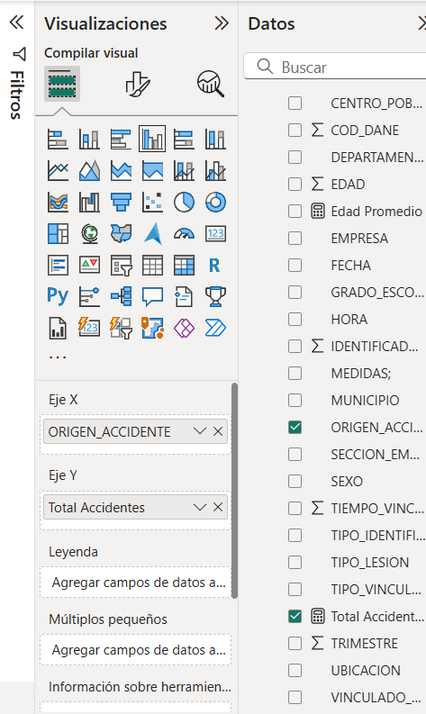 Filtros
Visualizaciones
Compilar visual
123
R
Py
123
...
Eje X
ORIGEN_ACCIDENTE
Eje Y
Total Accidentes
Leyenda
Agregar campos de datos a...
Múltiplos pequeños
Agregar campos de datos a...
Información sobre herramien...
Datos
Buscar
CENTRO_POB...
COD_DANE
DEPARTAMEN...
EDAD
Edad Promedio
EMPRESA
FECHA
GRADO_ESCO...
HORA
IDENTIFICAD...
MEDIDAS;
MUNICIPIO
ORIGEN_ACCI...
SECCION_EM...
SEXO
TIEMPO_VINC...
TIPO_IDENTIFI...
TIPO_LESION
TIPO_VINCUL...
Total Accident...
TRIMESTRE
UBICACION
VINCULADO_...